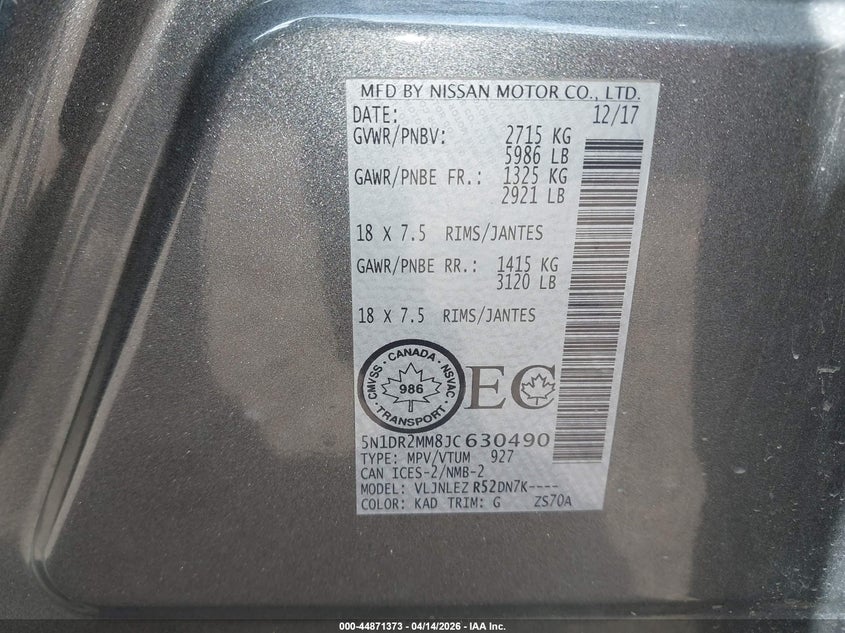 MFD BY NISSAN MOTOR CO., LTD.
DATE: 12/17
GVWR/PNBV: 2715 KG
5986 LB
GAWR/PNBE FR.: 1325 KG
2921 LB
18 X 7.5 RIMS/JANTES
GAWR/PNBE RR.: 1415 KG
3120 LB
18 X 7.5 RIMS/JANTES
CMVSS · CANADA · NSVAC · TRANSPORT ·
986
EC
5N1DR2MM8JC630490
TYPE: MPV/VTUM 927
CAN ICES-2/NMB-2
MODEL: VLJNLEZ R52DN7K----
COLOR: KAD TRIM: G ZS70A
000-44871373 - 04/14/2026 - IAA Inc.